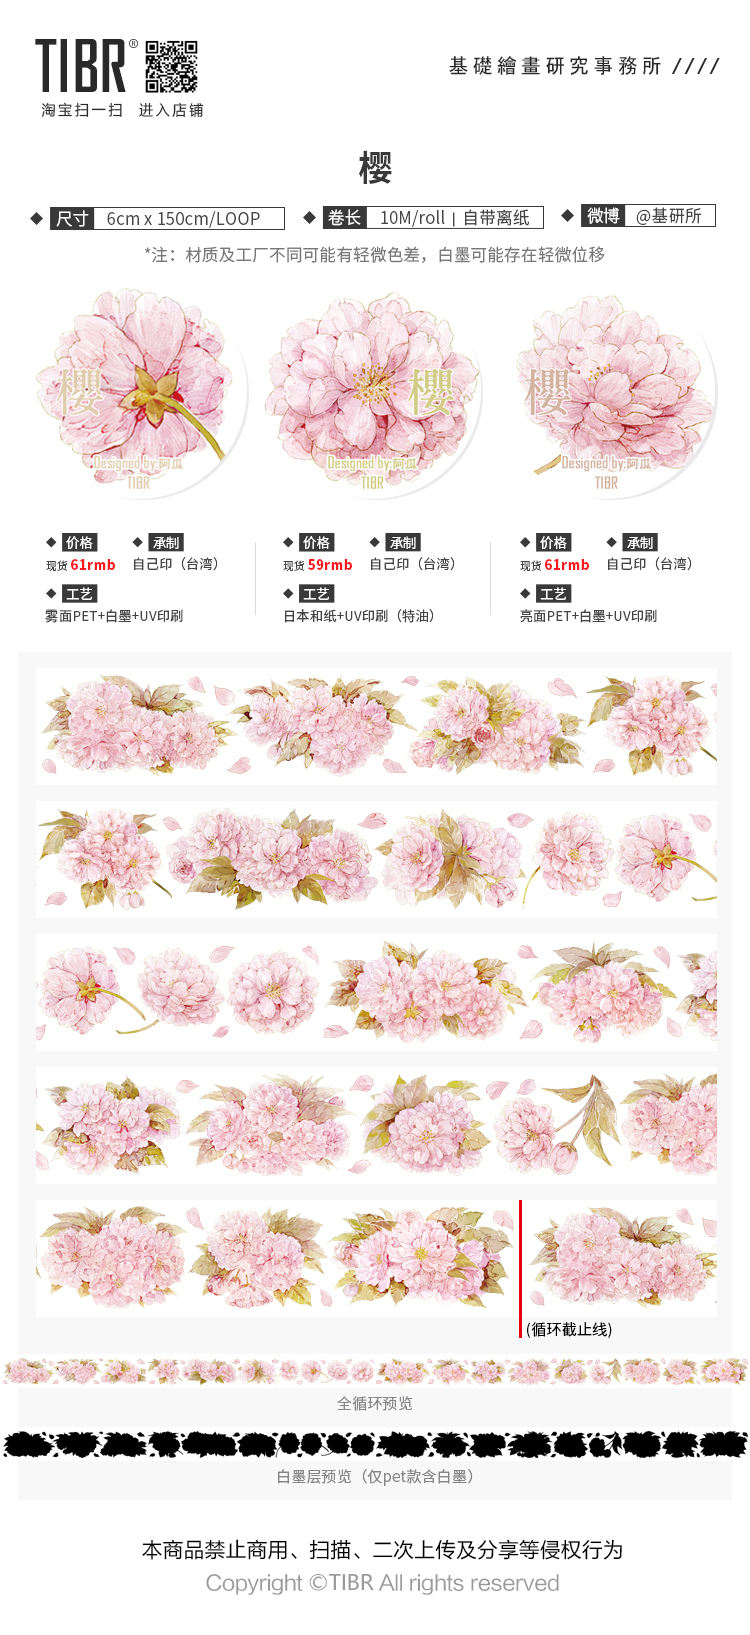 TIBR®
淘宝扫一扫 进入店铺
基礎繪畫研究事務所 ////
樱
◆ 尺寸 6cm x 150cm/LOOP
◆ 卷长 10M/roll | 自带离纸
◆ 微博 @基研所
*注：材质及工厂不同可能有轻微色差，白墨可能存在轻微位移
櫻
Designed by:阿瓜
TIBR
櫻
Designed by:阿瓜
TIBR
櫻
Designed by:阿瓜
TIBR
◆ 价格 ◆ 承制
现货 61rmb 自己印（台湾）
◆ 工艺
雾面PET+白墨+UV印刷
◆ 价格 ◆ 承制
现货 59rmb 自己印（台湾）
◆ 工艺
日本和纸+UV印刷（特油）
◆ 价格 ◆ 承制
现货 61rmb 自己印（台湾）
◆ 工艺
亮面PET+白墨+UV印刷
(循环截止线)
全循环预览
白墨层预览（仅pet款含白墨）
本商品禁止商用、扫描、二次上传及分享等侵权行为
Copyright ©TIBR All rights reserved